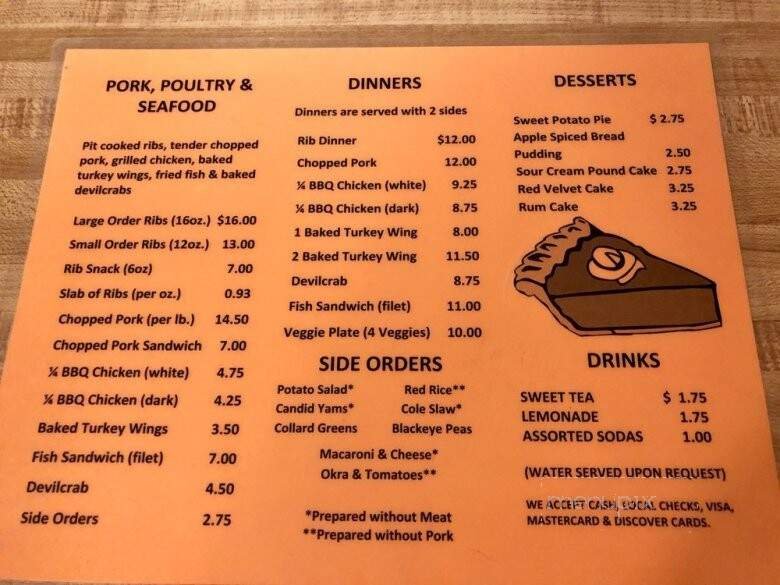 PORK, POULTRY &
SEAFOOD
Pit cooked ribs, tender chopped
pork, grilled chicken, baked
turkey wings, fried fish & baked
devilcrabs
Large Order Ribs (16oz.) $16.00
Small Order Ribs (12oz.) 13.00
Rib Snack (6oz) 7.00
Slab of Ribs (per oz.) 0.93
Chopped Pork (per lb.) 14.50
Chopped Pork Sandwich 7.00
¼ BBQ Chicken (white) 4.75
¼ BBQ Chicken (dark) 4.25
Baked Turkey Wings 3.50
Fish Sandwich (filet) 7.00
Devilcrab 4.50
Side Orders 2.75
DINNERS
Dinners are served with 2 sides
Rib Dinner $12.00
Chopped Pork 12.00
¼ BBQ Chicken (white) 9.25
¼ BBQ Chicken (dark) 8.75
1 Baked Turkey Wing 8.00
2 Baked Turkey Wing 11.50
Devilcrab 8.75
Fish Sandwich (filet) 11.00
Veggie Plate (4 Veggies) 10.00
SIDE ORDERS
Potato Salad* Red Rice**
Candid Yams* Cole Slaw*
Collard Greens Blackeye Peas
Macaroni & Cheese*
Okra & Tomatoes**
*Prepared without Meat
**Prepared without Pork
DESSERTS
Sweet Potato Pie $ 2.75
Apple Spiced Bread
Pudding 2.50
Sour Cream Pound Cake 2.75
Red Velvet Cake 3.25
Rum Cake 3.25
DRINKS
SWEET TEA $ 1.75
LEMONADE 1.75
ASSORTED SODAS 1.00
(WATER SERVED UPON REQUEST)
menupix
WE ACCEPT CASH, LOCAL CHECKS, VISA,
MASTERCARD & DISCOVER CARDS.